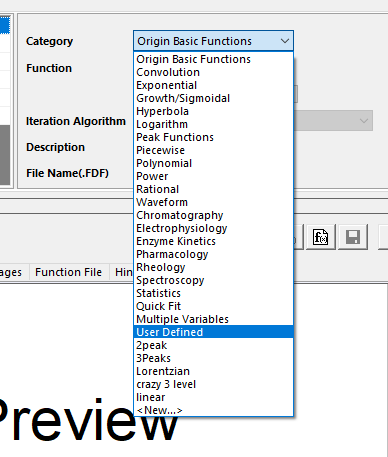 Category
Origin Basic Functions
Function
Iteration Algorithm
Description
File Name(.FDF)
Origin Basic Functions
Convolution
Exponential
Growth/Sigmoidal
Hyperbola
Logarithm
Peak Functions
Piecewise
Polynomial
Power
Rational
Waveform
Chromatography
Electrophysiology
Enzyme Kinetics
Pharmacology
Rheology
Spectroscopy
Statistics
Quick Fit
Multiple Variables
User Defined
2peak
3Peaks
Lorentzian
crazy 3 level
linear
<New...>
f(x)
ages
Function File
Hin
Preview